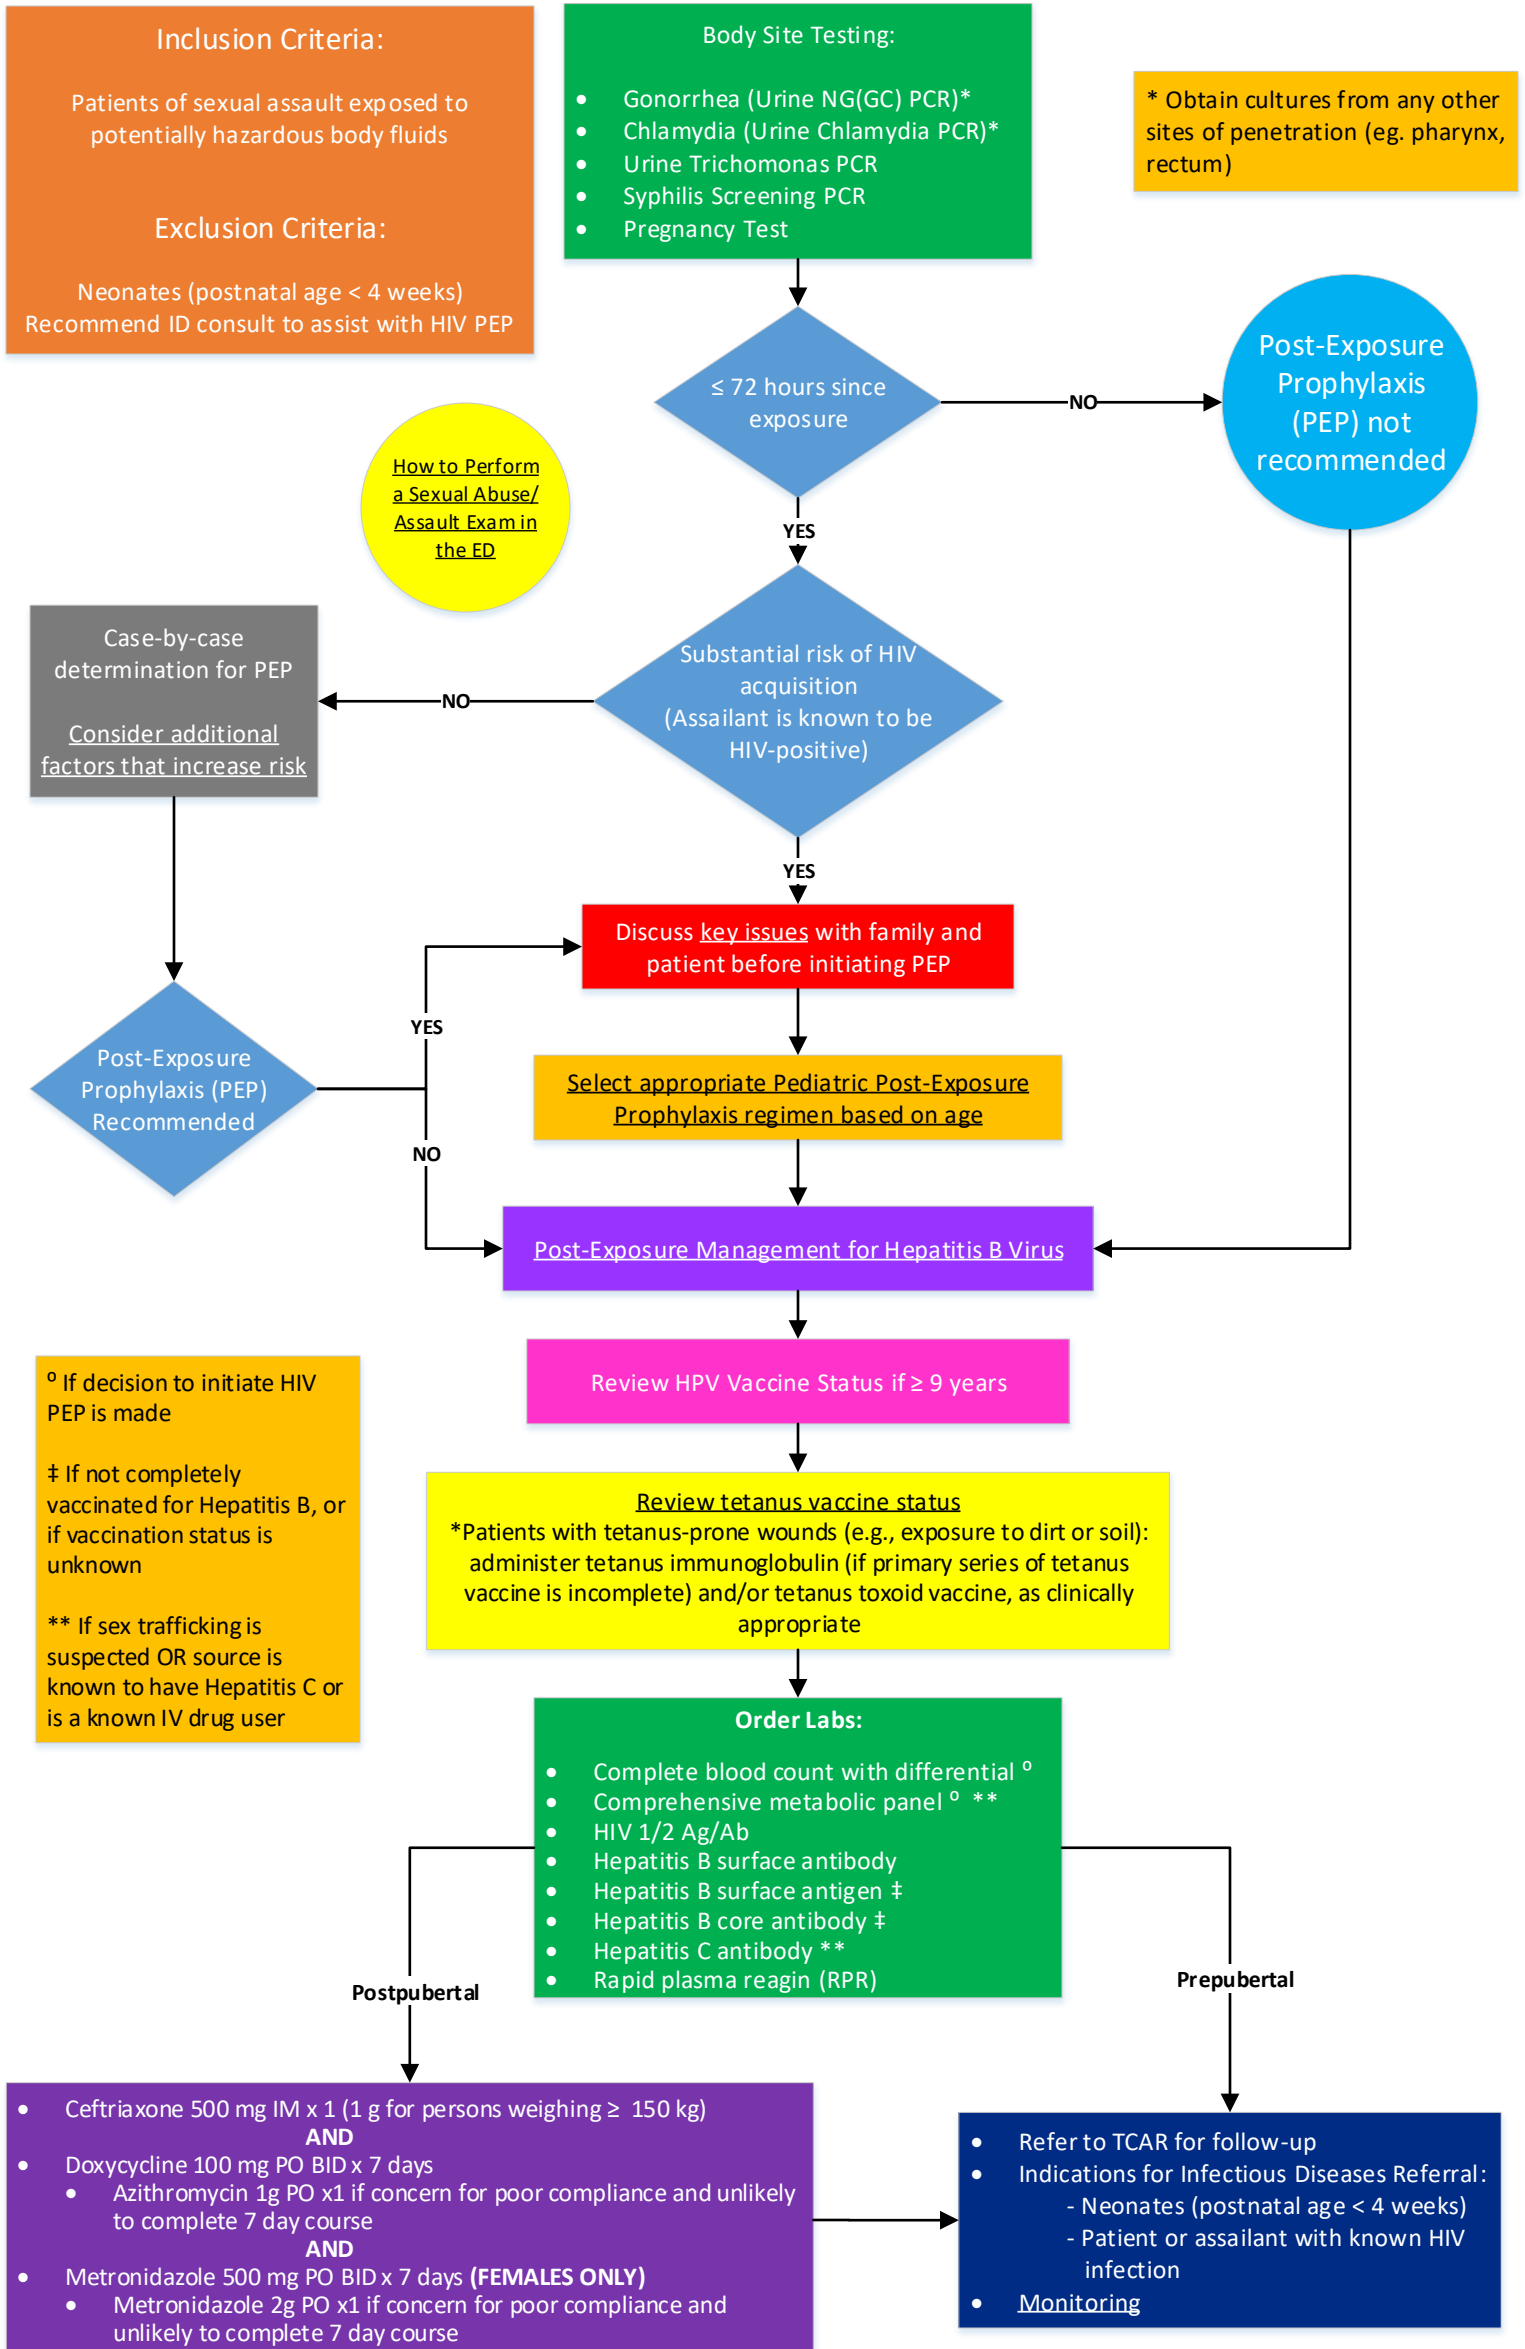 Inclusion Criteria:
Patients of sexual assault exposed to
potentially hazardous body fluids
Exclusion Criteria:
Neonates (postnatal age < 4 weeks)
Recommend ID consult to assist with HIV PEP
Body Site Testing:
• Gonorrhea (Urine NG(GC) PCR)*
• Chlamydia (Urine Chlamydia PCR)*
• Urine Trichomonas PCR
• Syphilis Screening PCR
• Pregnancy Test
* Obtain cultures from any other
sites of penetration (eg. pharynx,
rectum)
≤ 72 hours since
exposure
NO
Post-Exposure
Prophylaxis
(PEP) not
recommended
How to Perform
a Sexual Abuse/
Assault Exam in
the ED
YES
Substantial risk of HIV
acquisition
(Assailant is known to be
HIV-positive)
NO
Case-by-case
determination for PEP
Consider additional
factors that increase risk
YES
Discuss key issues with family and
patient before initiating PEP
YES
Post-Exposure
Prophylaxis (PEP)
Recommended
NO
Select appropriate Pediatric Post-Exposure
Prophylaxis regimen based on age
Post-Exposure Management for Hepatitis B Virus
Review HPV Vaccine Status if ≥ 9 years
º If decision to initiate HIV
PEP is made
‡ If not completely
vaccinated for Hepatitis B, or
if vaccination status is
unknown
** If sex trafficking is
suspected OR source is
known to have Hepatitis C or
is a known IV drug user
Review tetanus vaccine status
*Patients with tetanus-prone wounds (e.g., exposure to dirt or soil):
administer tetanus immunoglobulin (if primary series of tetanus
vaccine is incomplete) and/or tetanus toxoid vaccine, as clinically
appropriate
Order Labs:
• Complete blood count with differential º
• Comprehensive metabolic panel º **
• HIV 1/2 Ag/Ab
• Hepatitis B surface antibody
• Hepatitis B surface antigen ‡
• Hepatitis B core antibody ‡
• Hepatitis C antibody **
• Rapid plasma reagin (RPR)
Postpubertal
Prepubertal
• Ceftriaxone 500 mg IM x 1 (1 g for persons weighing ≥ 150 kg)
AND
• Doxycycline 100 mg PO BID x 7 days
• Azithromycin 1g PO x1 if concern for poor compliance and unlikely
to complete 7 day course
AND
• Metronidazole 500 mg PO BID x 7 days (FEMALES ONLY)
• Metronidazole 2g PO x1 if concern for poor compliance and
unlikely to complete 7 day course
• Refer to TCAR for follow-up
• Indications for Infectious Diseases Referral:
- Neonates (postnatal age < 4 weeks)
- Patient or assailant with known HIV
infection
• Monitoring